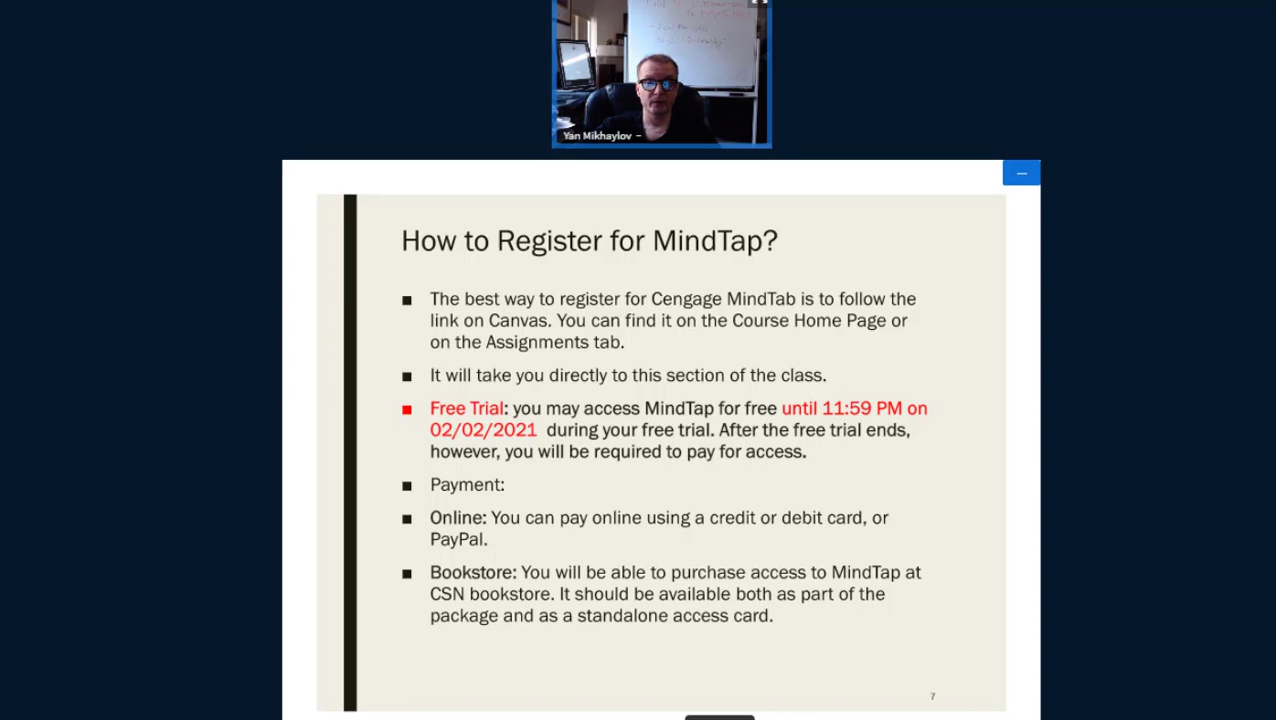 Yan Mikhaylov
How to Register for MindTap?
The best way to register for Cengage MindTab is to follow the
link on Canvas. You can find it on the Course Home Page or
on the Assignments tab.
It will take you directly to this section of the class.
Free Trial: you may access MindTap for free until 11:59 PM on
02/02/2021 during your free trial. After the free trial ends,
however, you will be required to pay for access.
Payment:
Online: You can pay online using a credit or debit card, or
PayPal.
Bookstore: You will be able to purchase access to MindTap at
CSN bookstore. It should be available both as part of the
package and as a standalone access card.
7